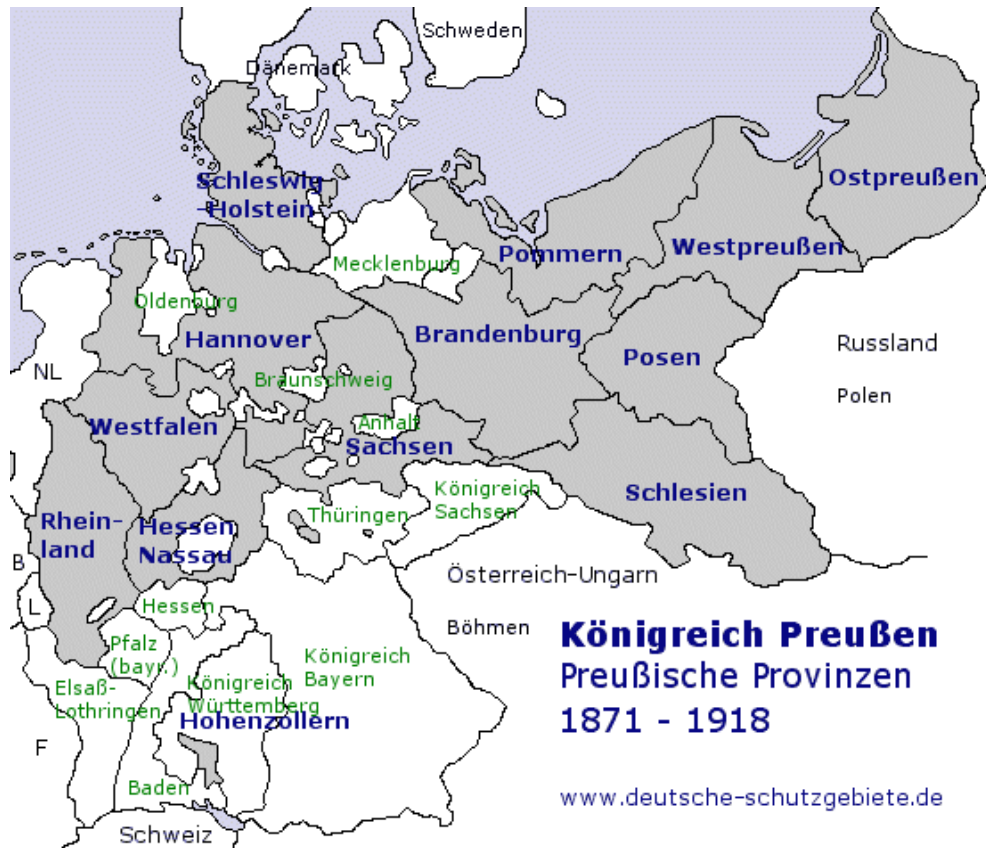 Schweden
Dänemark
Schleswig
-Holstein
Ostpreußen
Westpreußen
Pommern
Mecklenburg
Oldenburg
Hannover
Brandenburg
Posen
Russland
Polen
NL
Braunschweig
Westfalen
Anhalt
Sachsen
Königreich
Sachsen
Schlesien
Thüringen
Rhein-
land
Hessen
Nassau
B
L
Österreich-Ungarn
Böhmen
Hessen
Pfalz
(bayr.)
Königreich
Bayern
Elsaß-
Lothringen
Königreich
Württemberg
Hohenzollern
F
Baden
Schweiz
Königreich Preußen
Preußische Provinzen
1871 - 1918
www.deutsche-schutzgebiete.de